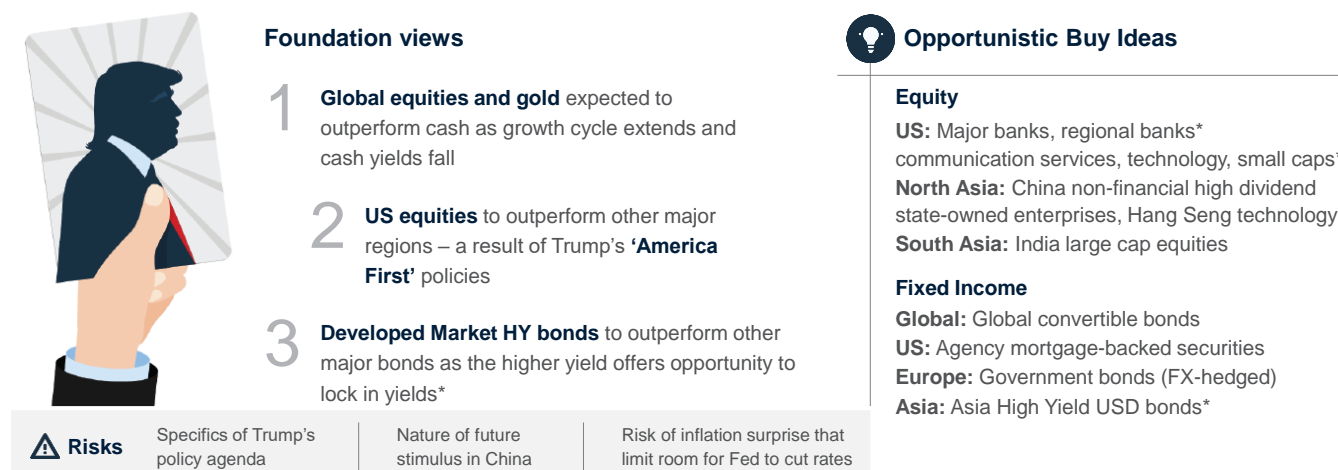 Foundation views
1
Global equities and gold expected to
outperform cash as growth cycle extends and
cash yields fall
2
US equities to outperform other major
regions – a result of Trump's 'America
First' policies
3
Developed Market HY bonds to outperform other
major bonds as the higher yield offers opportunity to
lock in yields*
Opportunistic Buy Ideas
Equity
US: Major banks, regional banks*
communication services, technology, small caps*
North Asia: China non-financial high dividend
state-owned enterprises, Hang Seng technology
South Asia: India large cap equities
Fixed Income
Global: Global convertible bonds
US: Agency mortgage-backed securities
Europe: Government bonds (FX-hedged)
Asia: Asia High Yield USD bonds*
Risks
Specifics of Trump's
policy agenda
Nature of future
stimulus in China
Risk of inflation surprise that
limit room for Fed to cut rates